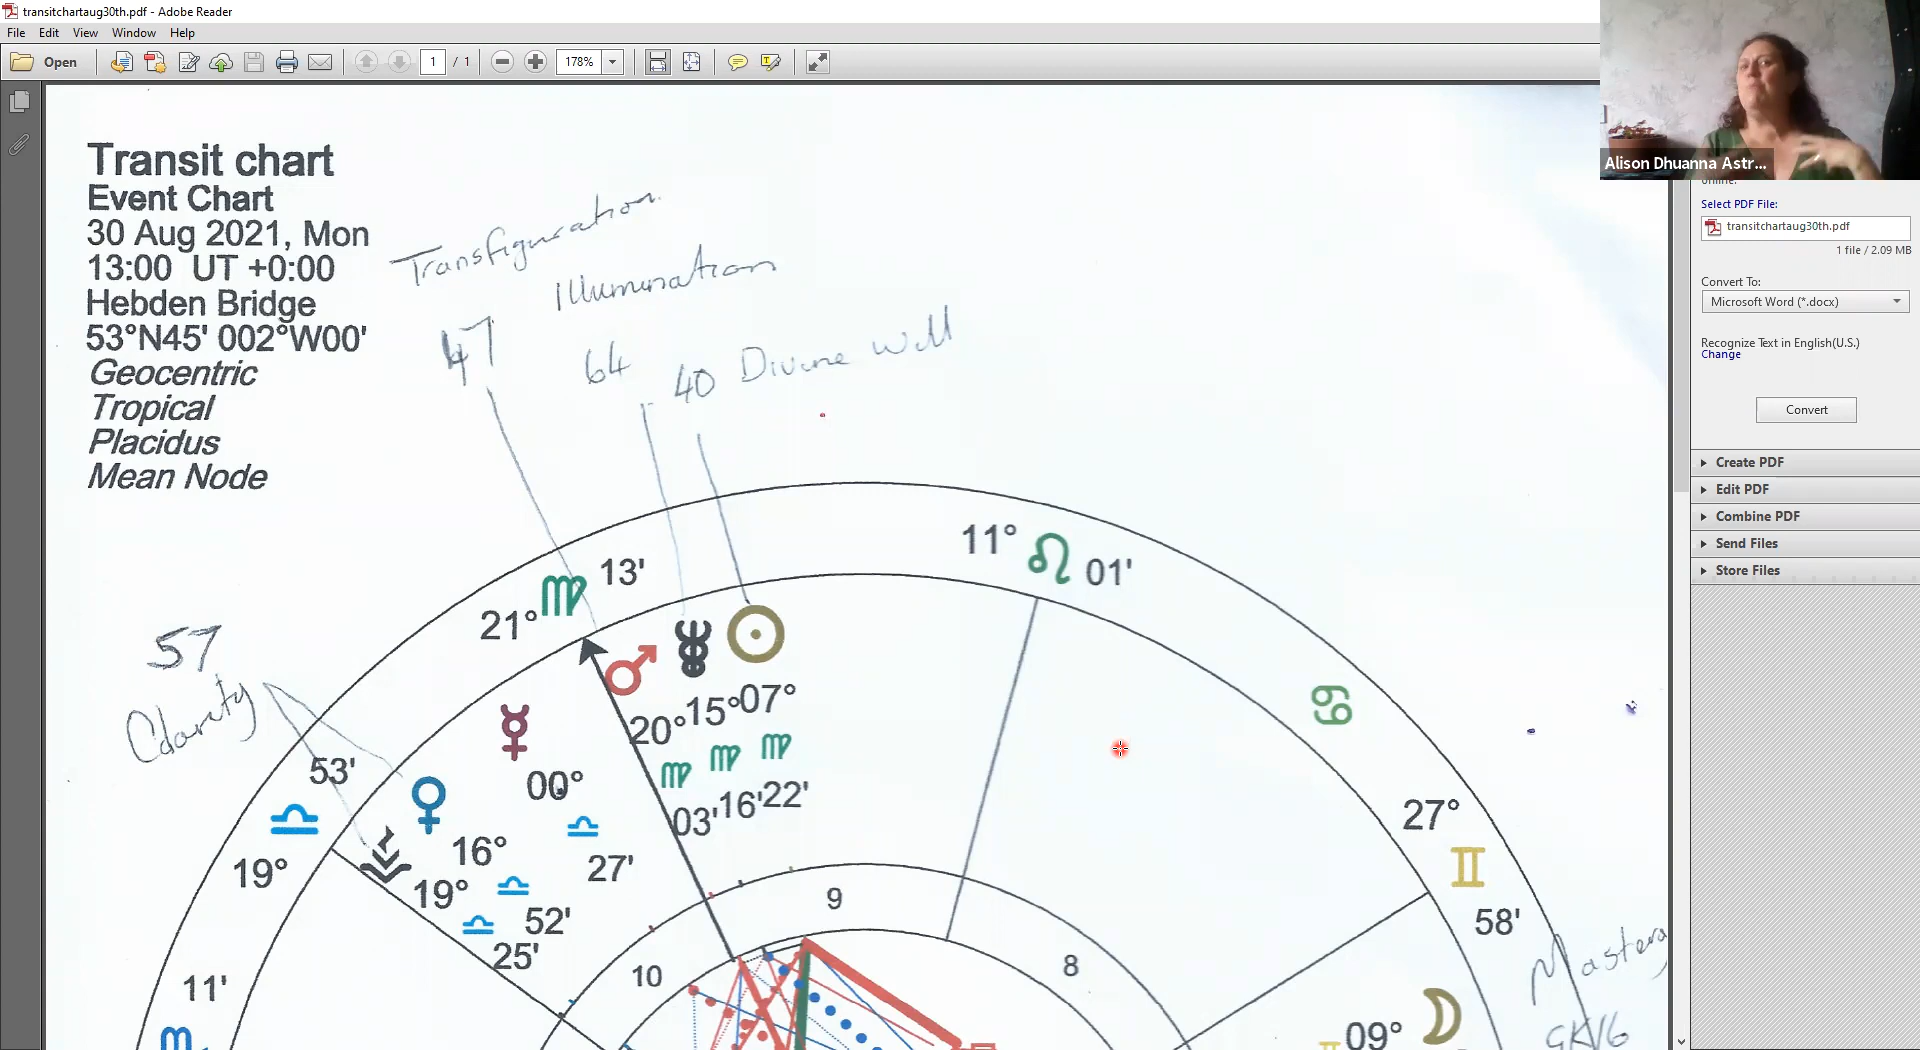 transitchartaug30th.pdf - Adobe Reader
File Edit View Window Help
Open 1 / 1 178%
Alison Dhuanna Astr...
online.
Select PDF File:
transitchartaug30th.pdf
1 file / 2.09 MB
Convert To:
Microsoft Word (*.docx)
Recognize Text in English(U.S.)
Change
Convert
Create PDF
Edit PDF
Combine PDF
Send Files
Store Files
Transit chart
Event Chart
30 Aug 2021, Mon
13:00 UT +0:00
Hebden Bridge
53°N45' 002°W00'
Geocentric
Tropical
Placidus
Mean Node
Transfiguration
Illumination
47
64
40 Divine Will
11° ♌ 01'
21° ♍ 13'
57
Clarity
20° 15° 07°
♍ ♍ ♍
03' 16' 22'
♋
53'
♎
19°
00°
♎
27'
16°
♎
52'
19°
♎
25'
27°
♊
58'
9
10
8
11'
♏
Mastery
GK16
09°